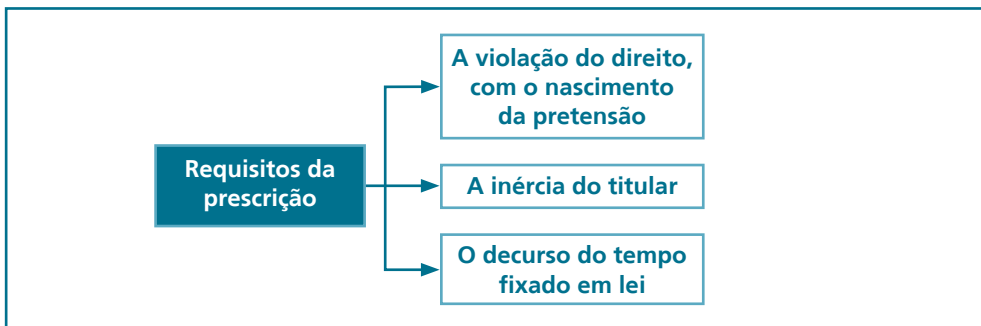 Requisitos da
prescrição
A violação do direito,
com o nascimento
da pretensão
A inércia do titular
O decurso do tempo
fixado em lei